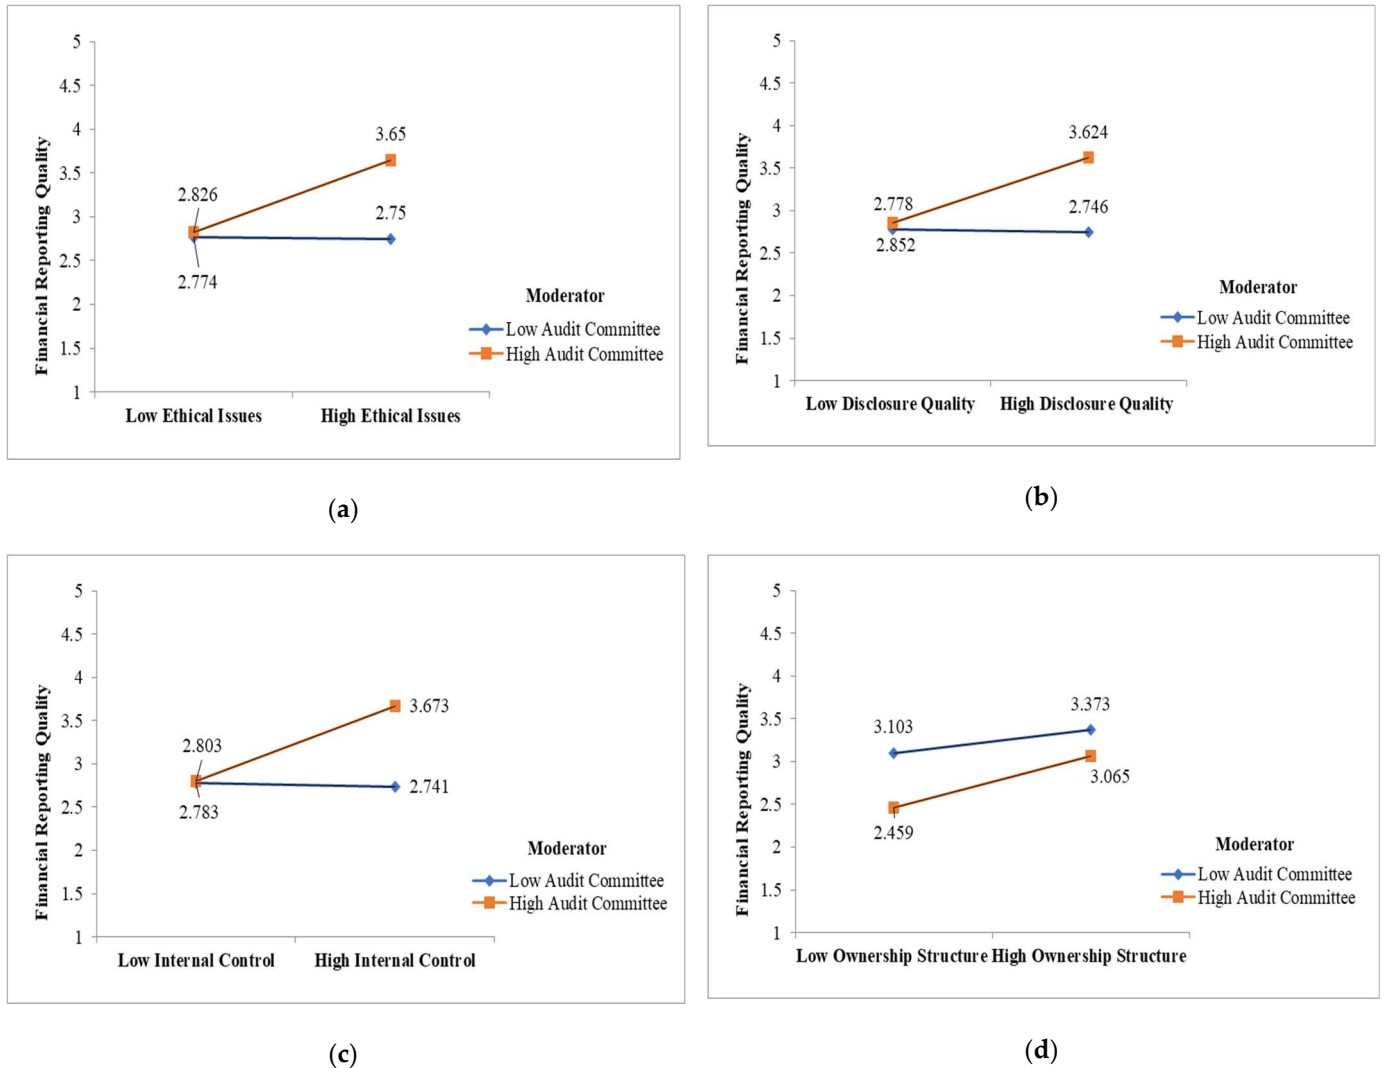 5
4.5
4
3.5
3
2.5
2
1.5
1
Financial Reporting Quality
2.826
2.774
3.65
2.75
Low Ethical Issues
High Ethical Issues
Moderator
Low Audit Committee
High Audit Committee
(a)
5
4.5
4
3.5
3
2.5
2
1.5
1
Financial Reporting Quality
2.778
2.852
3.624
2.746
Low Disclosure Quality
High Disclosure Quality
Moderator
Low Audit Committee
High Audit Committee
(b)
5
4.5
4
3.5
3
2.5
2
1.5
1
Financial Reporting Quality
2.803
2.783
3.673
2.741
Low Internal Control
High Internal Control
Moderator
Low Audit Committee
High Audit Committee
(c)
5
4.5
4
3.5
3
2.5
2
1.5
1
Financial Reporting Quality
3.103
2.459
3.373
3.065
Low Ownership Structure
High Ownership Structure
Moderator
Low Audit Committee
High Audit Committee
(d)